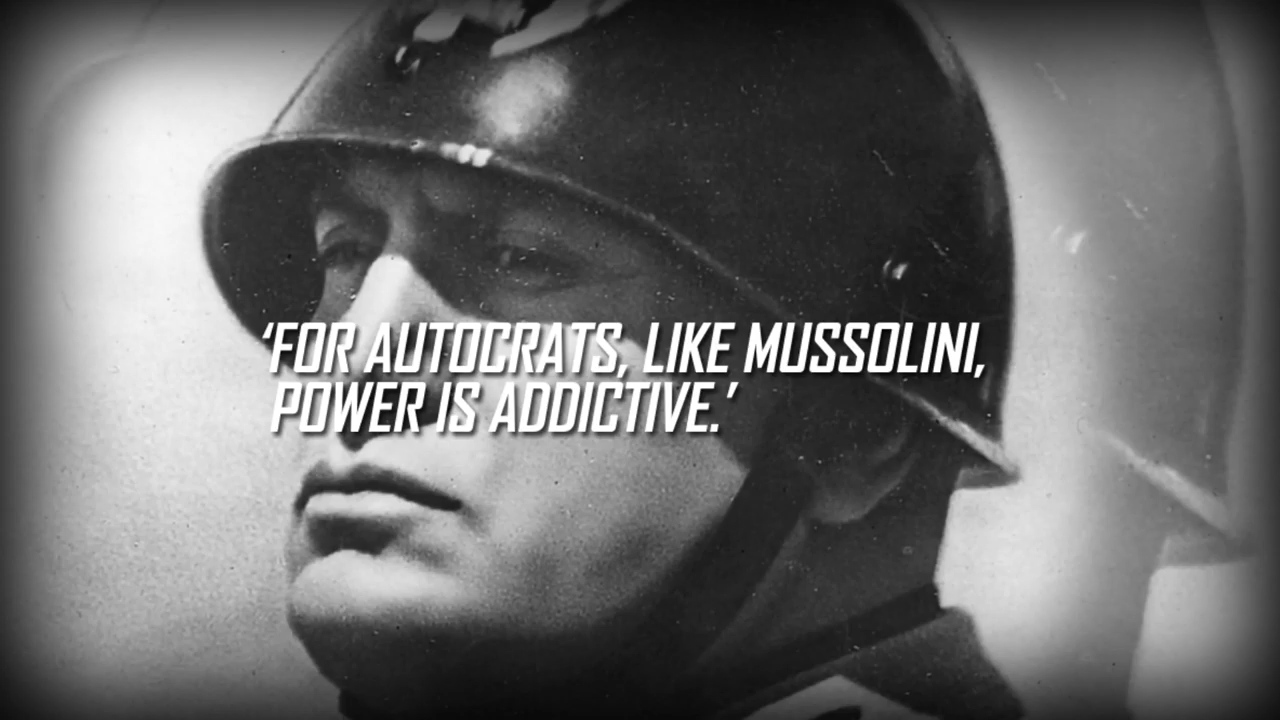 ‘FOR AUTOCRATS, LIKE MUSSOLINI,
POWER IS ADDICTIVE.’